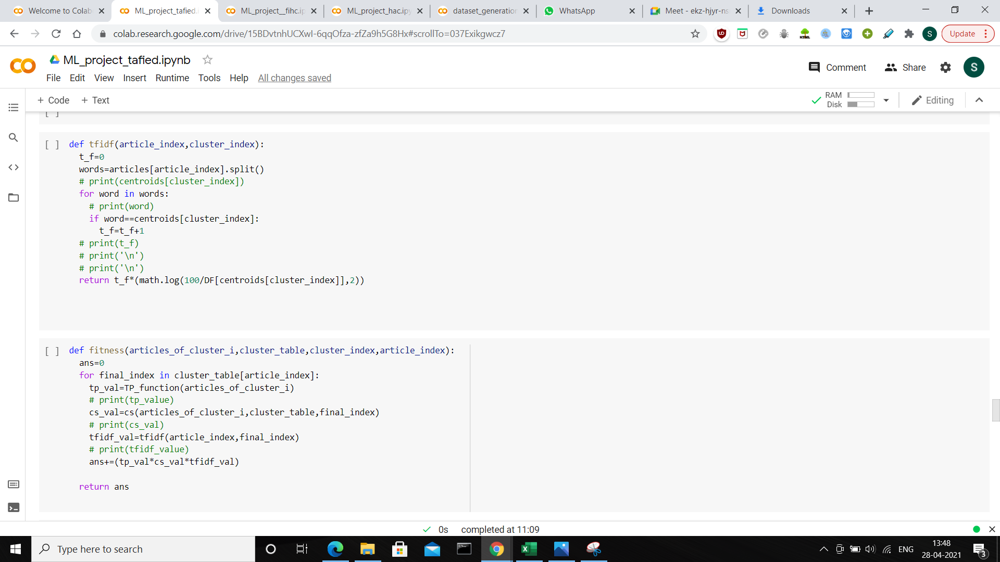 Welcome to Colab
ML_project_tafied.i
ML_project__fihc.ip
ML_project_hac.ipy
dataset_generation
WhatsApp
Meet - ekz-hjyr-ns
Downloads
colab.research.google.com/drive/15BDvtnhUCXwI-6qqOfza-zfZa9h5G8Hx#scrollTo=037Exikgwcz7
HTML
S
Update
CO
ML_project_tafied.ipynb
Comment
Share
S
File Edit View Insert Runtime Tools Help All changes saved
+ Code + Text
RAM
Disk
Editing
[ ]
[ ] def tfidf(article_index,cluster_index):
t_f=0
words=articles[article_index].split()
# print(centroids[cluster_index])
for word in words:
# print(word)
if word==centroids[cluster_index]:
t_f=t_f+1
# print(t_f)
# print('\n')
# print('\n')
return t_f*(math.log(100/DF[centroids[cluster_index]],2))
[ ] def fitness(articles_of_cluster_i,cluster_table,cluster_index,article_index):
ans=0
for final_index in cluster_table[article_index]:
tp_val=TP_function(articles_of_cluster_i)
# print(tp_value)
cs_val=cs(articles_of_cluster_i,cluster_table,final_index)
# print(cs_val)
tfidf_val=tfidf(article_index,final_index)
# print(tfidf_value)
ans+=(tp_val*cs_val*tfidf_val)
return ans
0s completed at 11:09
Type here to search
ENG
13:48
28-04-2021
3